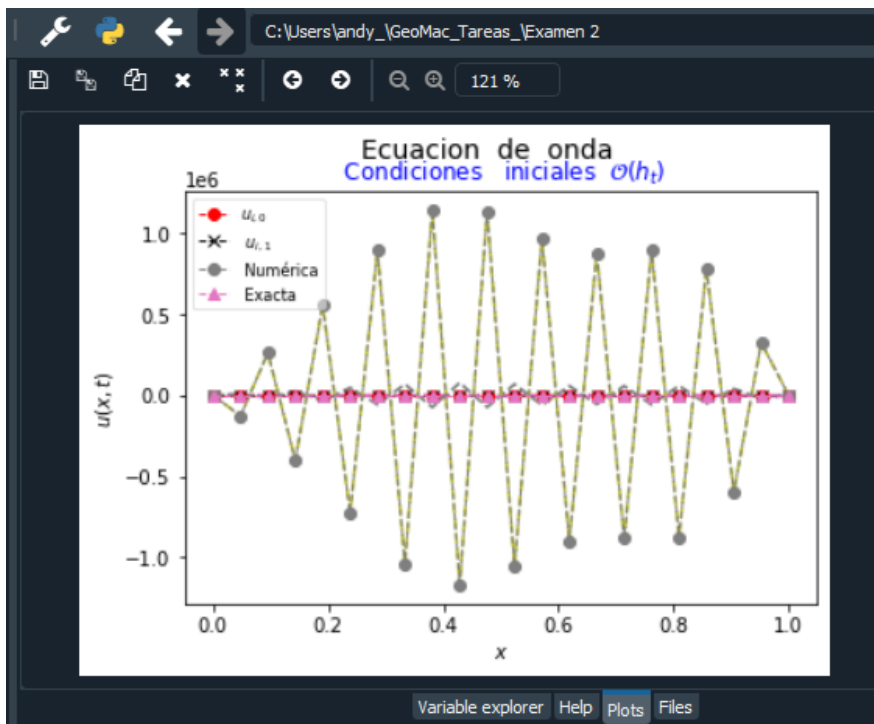 C:\Users\andy_\GeoMac_Tareas_\Examen 2
121 %
Ecuacion de onda
Condiciones iniciales 𝒪(hₜ)
1e6
u_{i,0}
u_{i,1}
Numérica
Exacta
1.0
0.5
0.0
−0.5
−1.0
u(x, t)
0.0 0.2 0.4 0.6 0.8 1.0
x
Variable explorer Help Plots Files